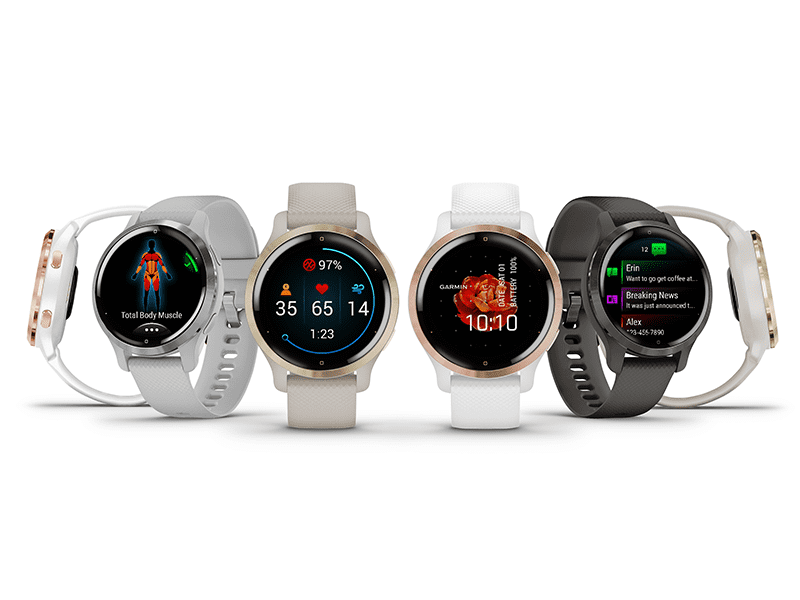 Total Body Muscle
97%
35 65 14
1:23
GARMIN
DATE SAT 01
BATTERY 100%
10:10
12
Erin
Want to go get coffee at...
Breaking News
It was just announced t...
Alex
123-456-7890